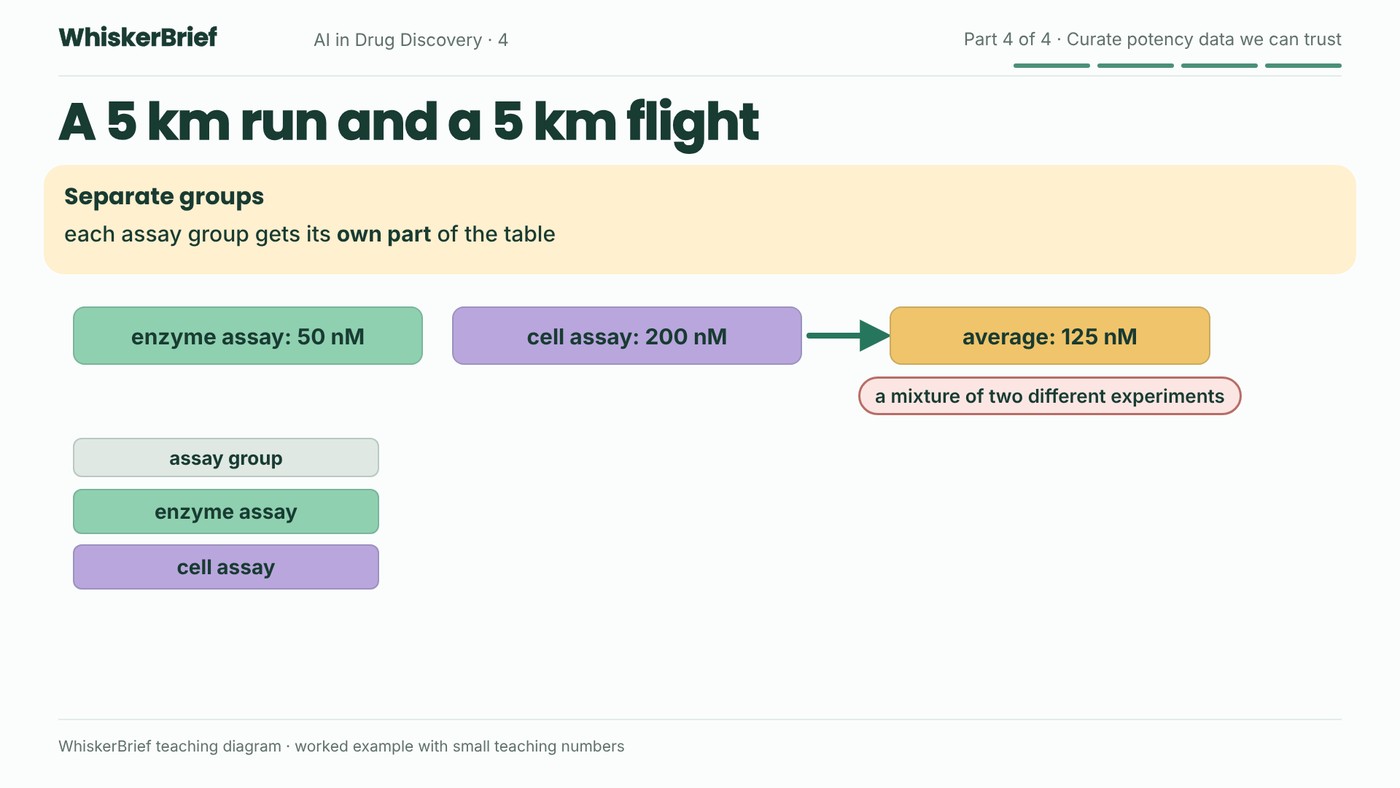 WhiskerBrief
AI in Drug Discovery · 4
Part 4 of 4 · Curate potency data we can trust
A 5 km run and a 5 km flight
Separate groups
each assay group gets its own part of the table
enzyme assay: 50 nM
cell assay: 200 nM
average: 125 nM
a mixture of two different experiments
assay group
enzyme assay
cell assay
WhiskerBrief teaching diagram · worked example with small teaching numbers